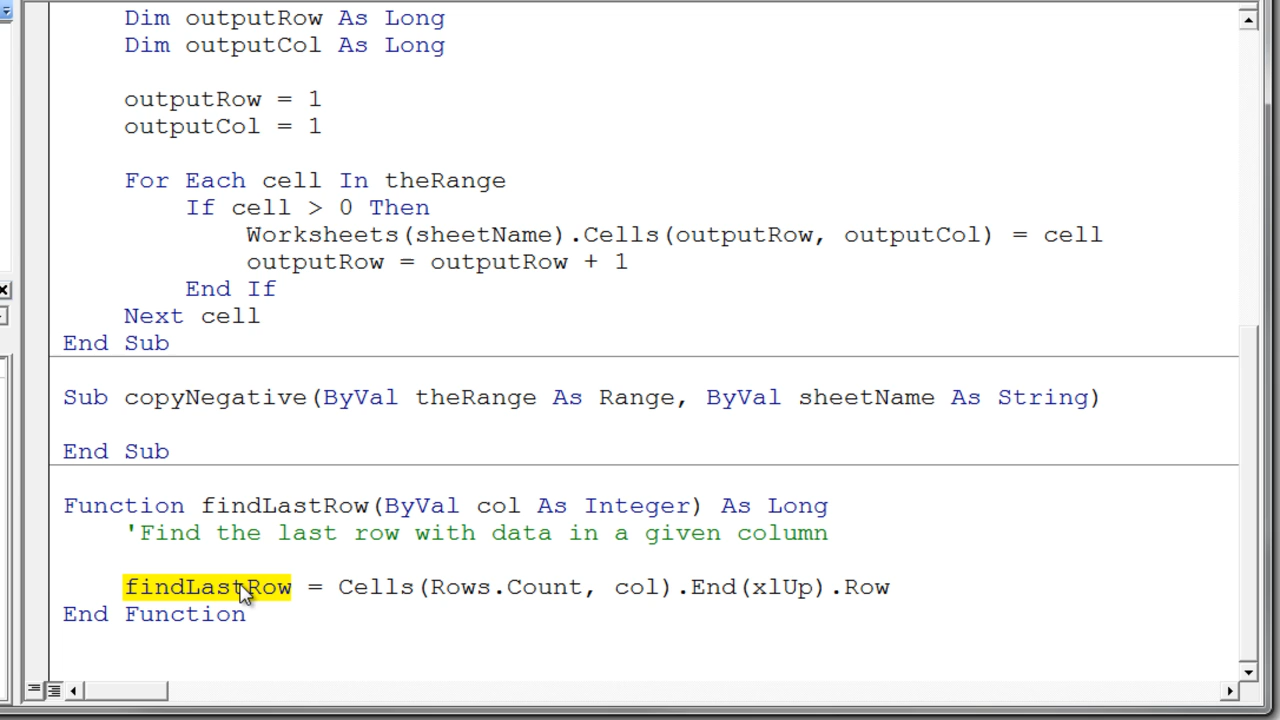 Dim outputRow As Long
Dim outputCol As Long
outputRow = 1
outputCol = 1
For Each cell In theRange
If cell > 0 Then
Worksheets(sheetName).Cells(outputRow, outputCol) = cell
outputRow = outputRow + 1
End If
Next cell
End Sub
Sub copyNegative(ByVal theRange As Range, ByVal sheetName As String)
End Sub
Function findLastRow(ByVal col As Integer) As Long
'Find the last row with data in a given column
findLastRow = Cells(Rows.Count, col).End(xlUp).Row
End Function